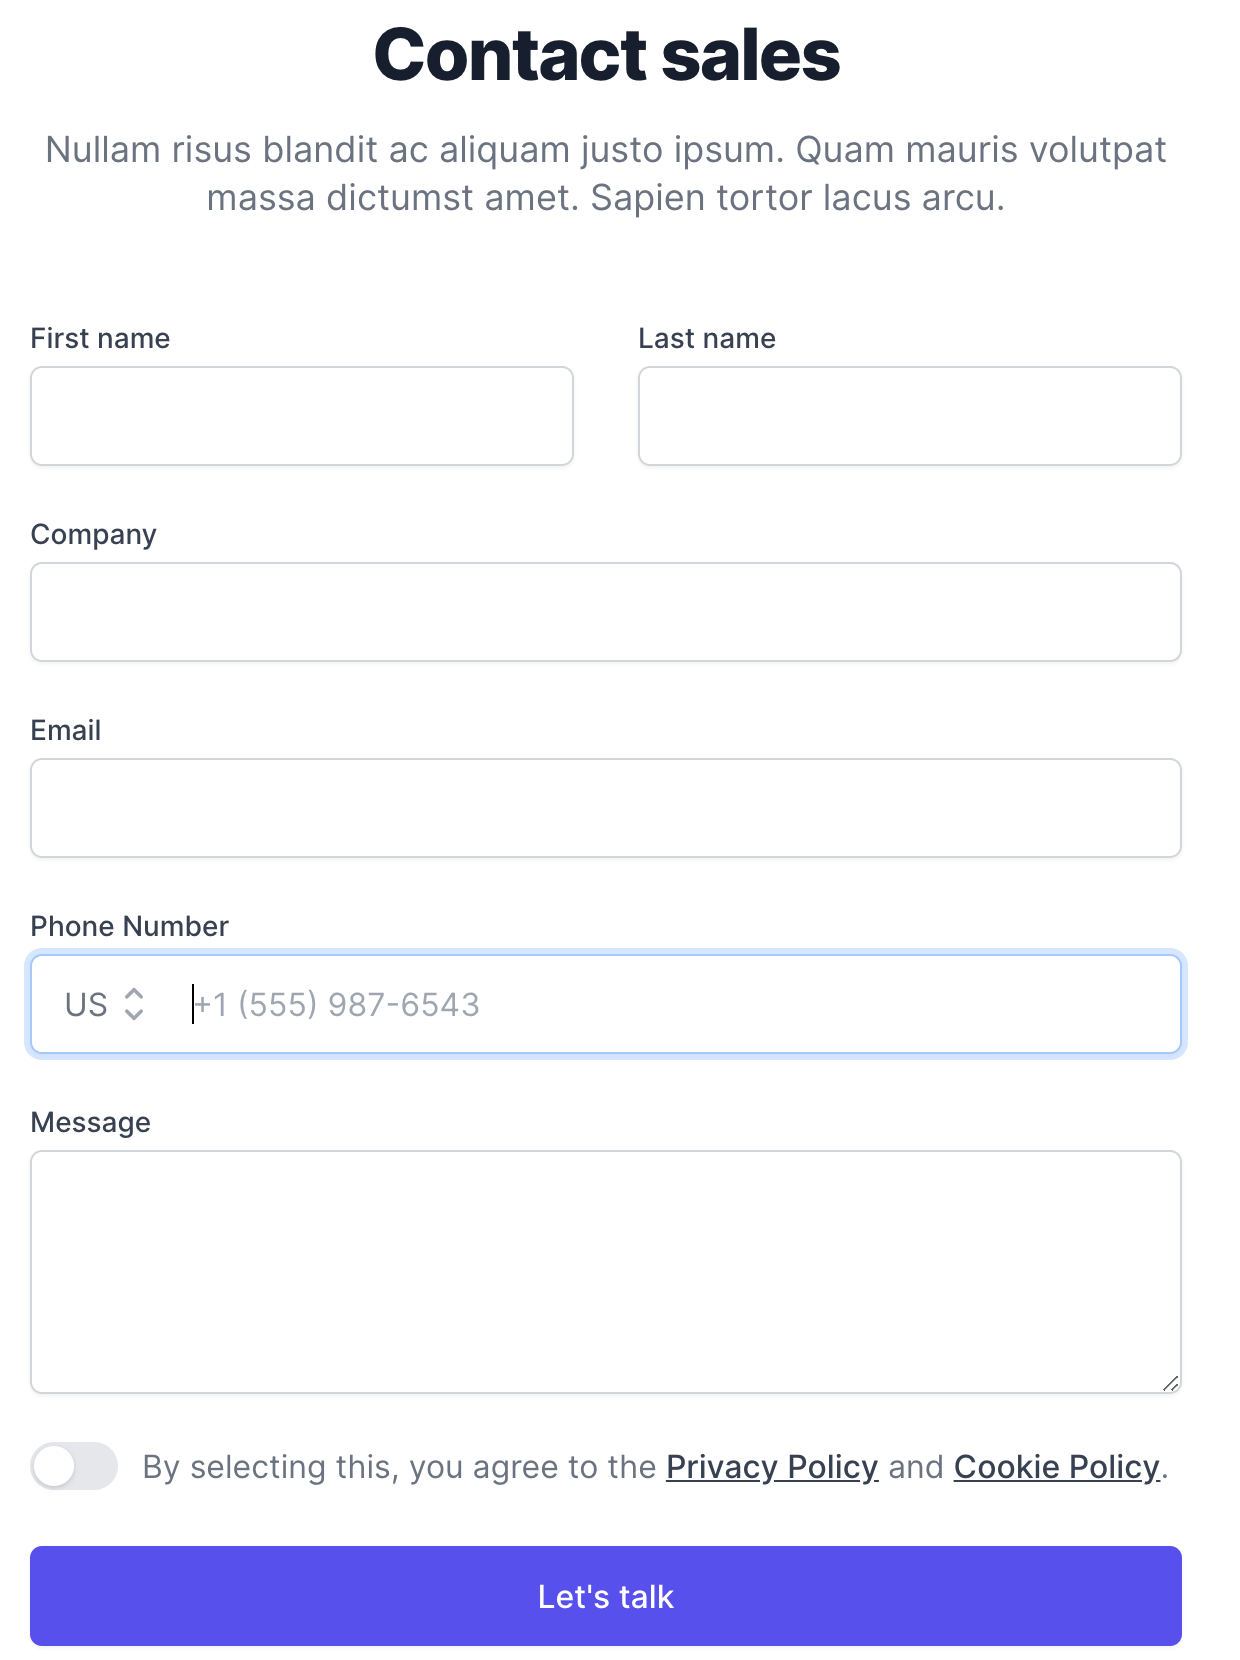 Contact sales
Nullam risus blandit ac aliquam justo ipsum. Quam mauris volutpat
massa dictumst amet. Sapien tortor lacus arcu.
First name
Last name
Company
Email
Phone Number
US +1 (555) 987-6543
Message
By selecting this, you agree to the Privacy Policy and Cookie Policy.
Let's talk